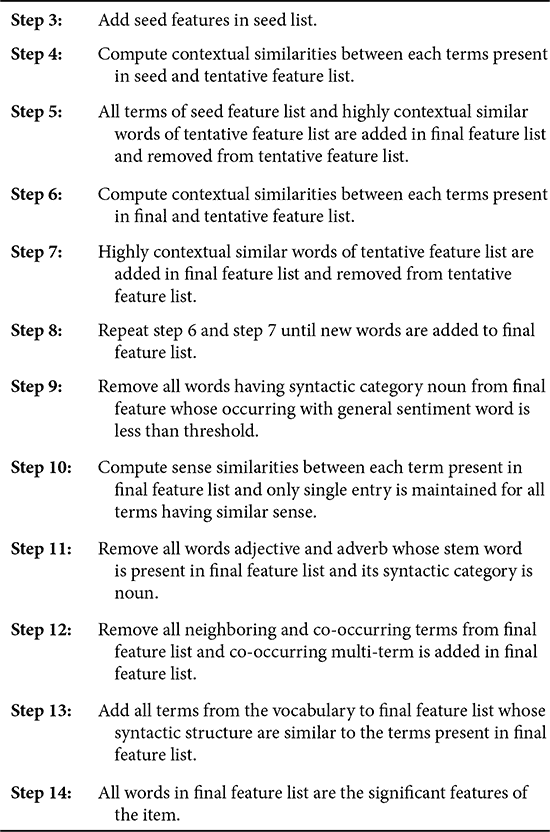 Step 3: Add seed features in seed list.
Step 4: Compute contextual similarities between each terms present
in seed and tentative feature list.
Step 5: All terms of seed feature list and highly contextual similar
words of tentative feature list are added in final feature list
and removed from tentative feature list.
Step 6: Compute contextual similarities between each terms present
in final and tentative feature list.
Step 7: Highly contextual similar words of tentative feature list are
added in final feature list and removed from tentative
feature list.
Step 8: Repeat step 6 and step 7 until new words are added to final
feature list.
Step 9: Remove all words having syntactic category noun from final
feature whose occurring with general sentiment word is
less than threshold.
Step 10: Compute sense similarities between each term present in
final feature list and only single entry is maintained for all
terms having similar sense.
Step 11: Remove all words adjective and adverb whose stem word
is present in final feature list and its syntactic category is
noun.
Step 12: Remove all neighboring and co-occurring terms from final
feature list and co-occurring multi-term is added in final
feature list.
Step 13: Add all terms from the vocabulary to final feature list whose
syntactic structure are similar to the terms present in final
feature list.
Step 14: All words in final feature list are the significant features of
the item.